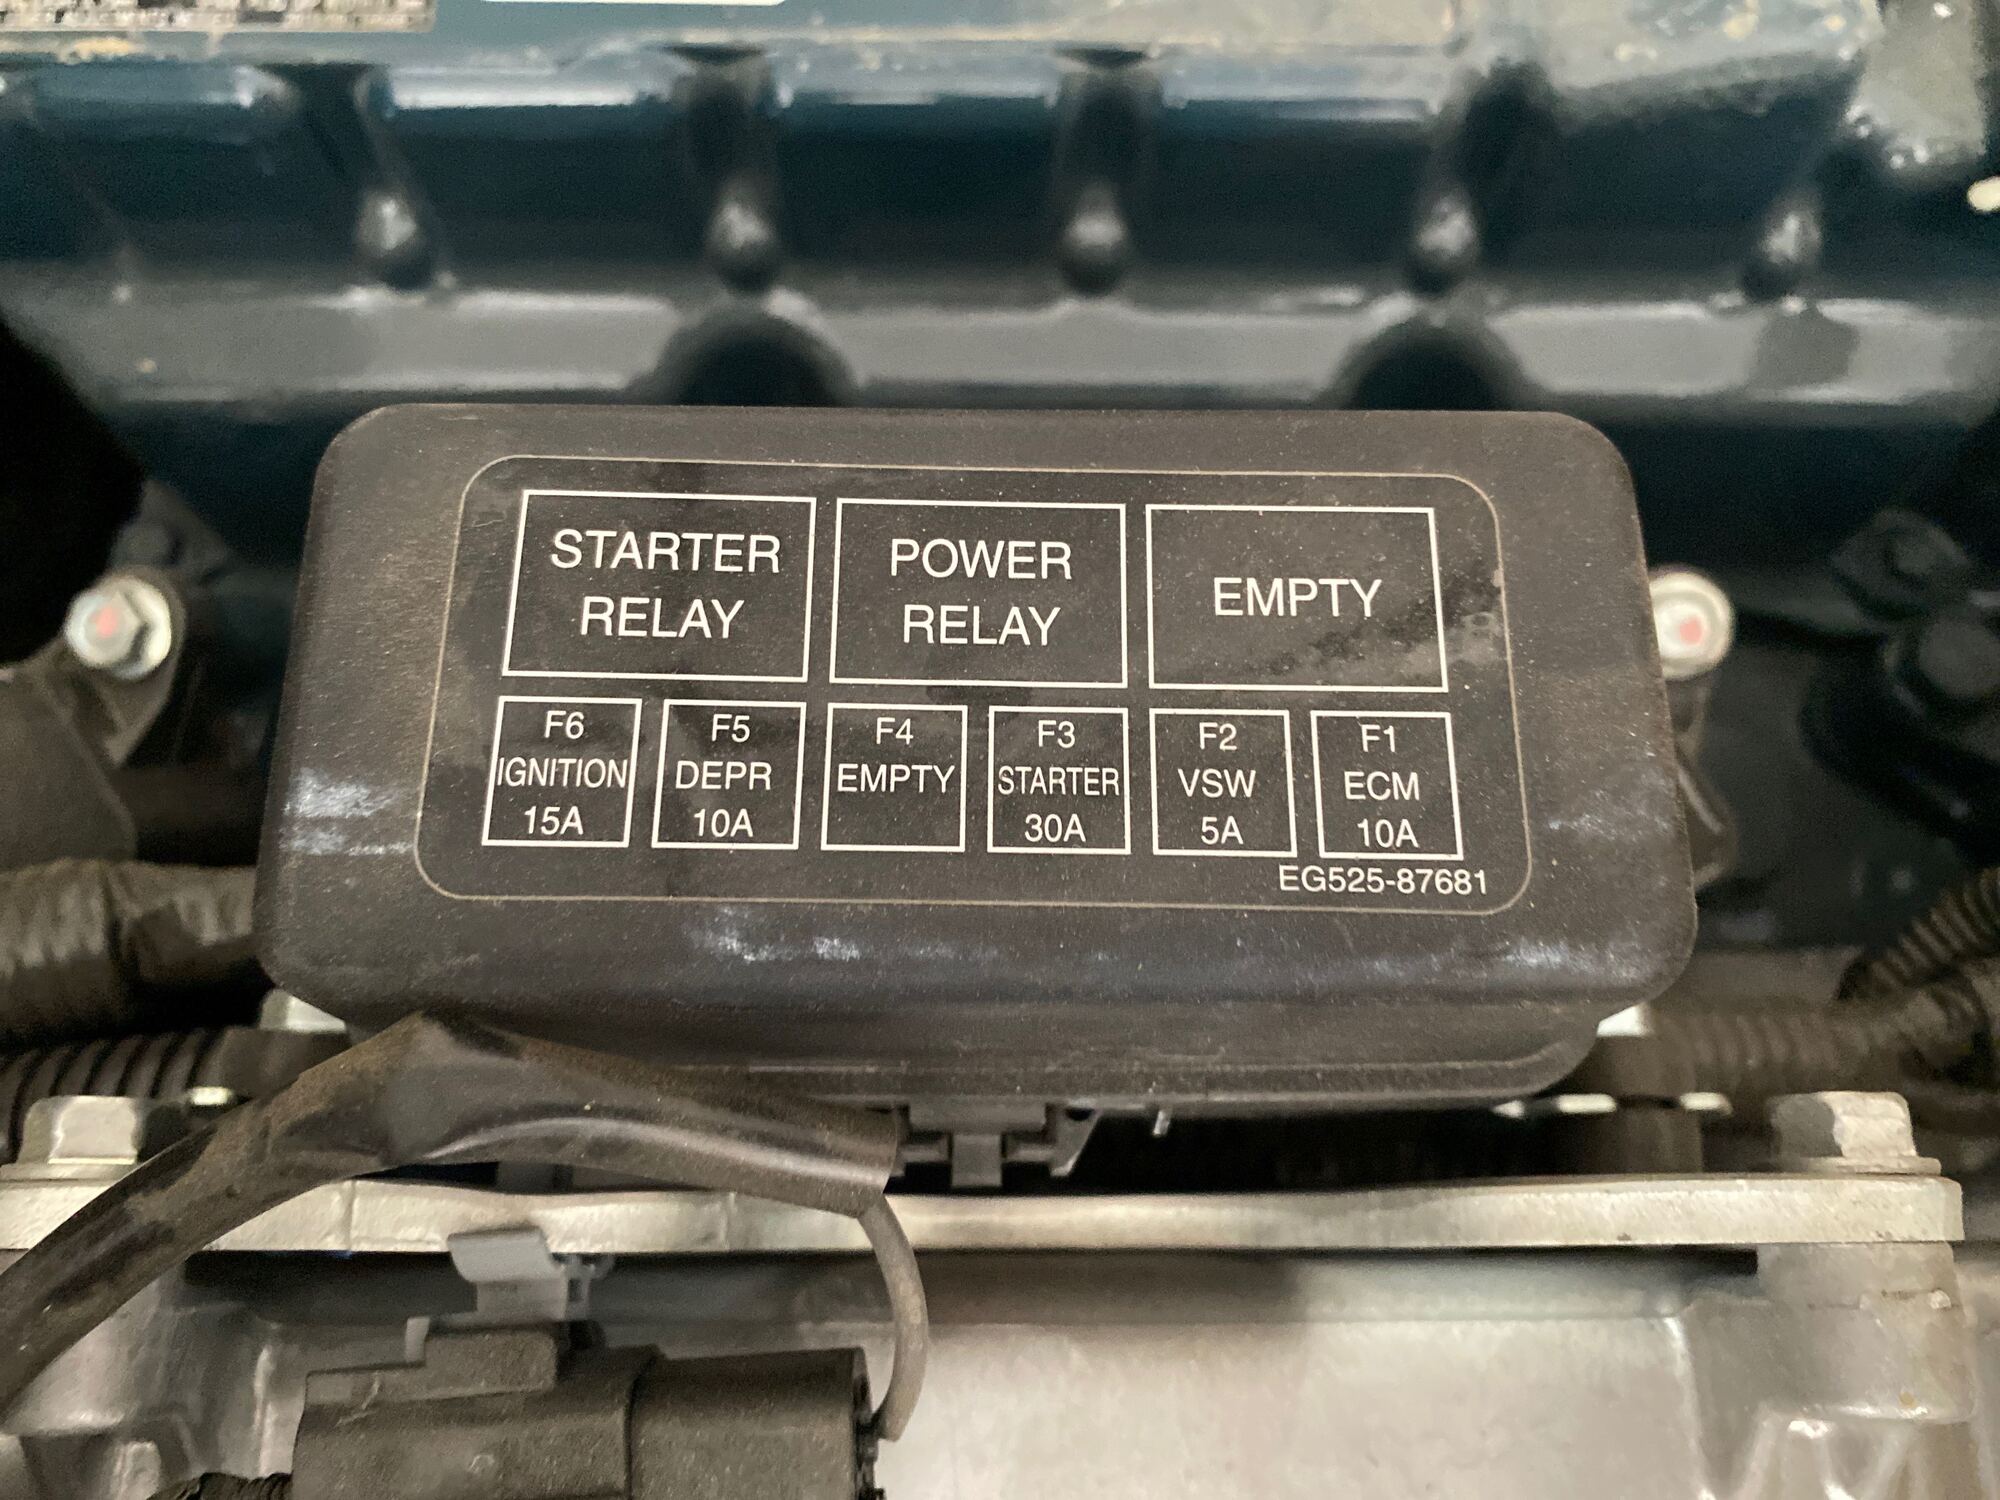 STARTER
RELAY
POWER
RELAY
EMPTY
F6
IGNITION
15A
F5
DEPR
10A
F4
EMPTY
F3
STARTER
30A
F2
VSW
5A
F1
ECM
10A
EG525-87681